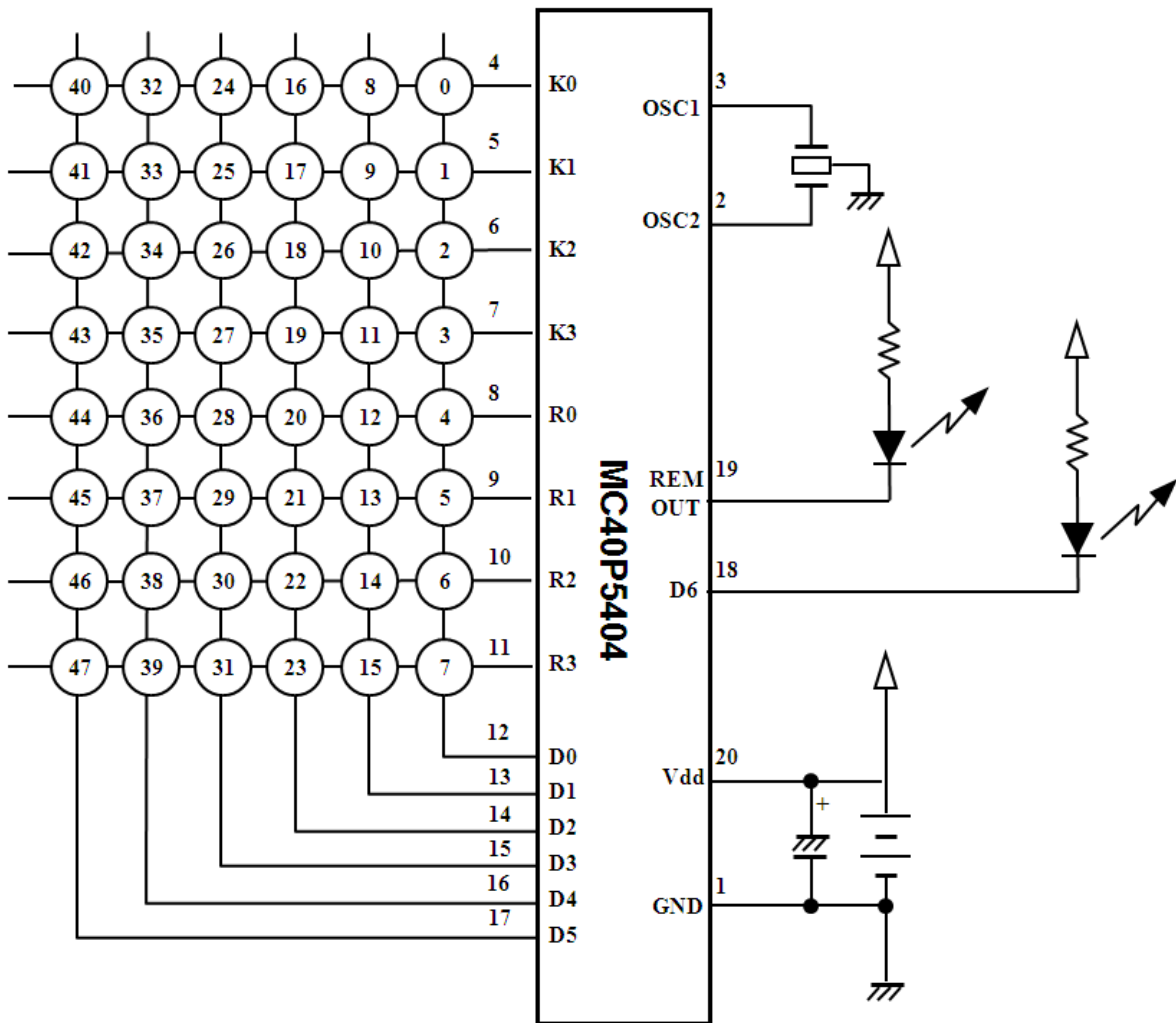 4
40 32 24 16 8 0 K0
5
41 33 25 17 9 1 K1
6
42 34 26 18 10 2 K2
7
43 35 27 19 11 3 K3
8
44 36 28 20 12 4 R0
9
45 37 29 21 13 5 R1
10
46 38 30 22 14 6 R2
11
47 39 31 23 15 7 R3
12
D0
13
D1
14
D2
15
D3
16
D4
17
D5
MC40P5404
3
OSC1
2
OSC2
19
REM
OUT
18
D6
20
Vdd
+
1
GND